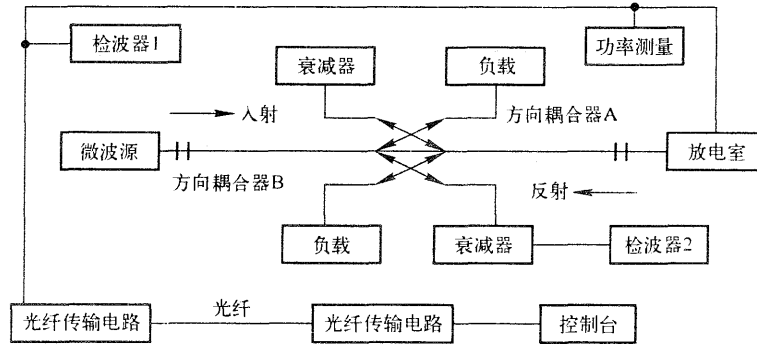 检波器1
功率测量
衰减器
负载
入射
方向耦合器A
微波源
放电室
方向耦合器B
反射
负载
衰减器
检波器2
光纤传输电路
光纤
光纤传输电路
控制台